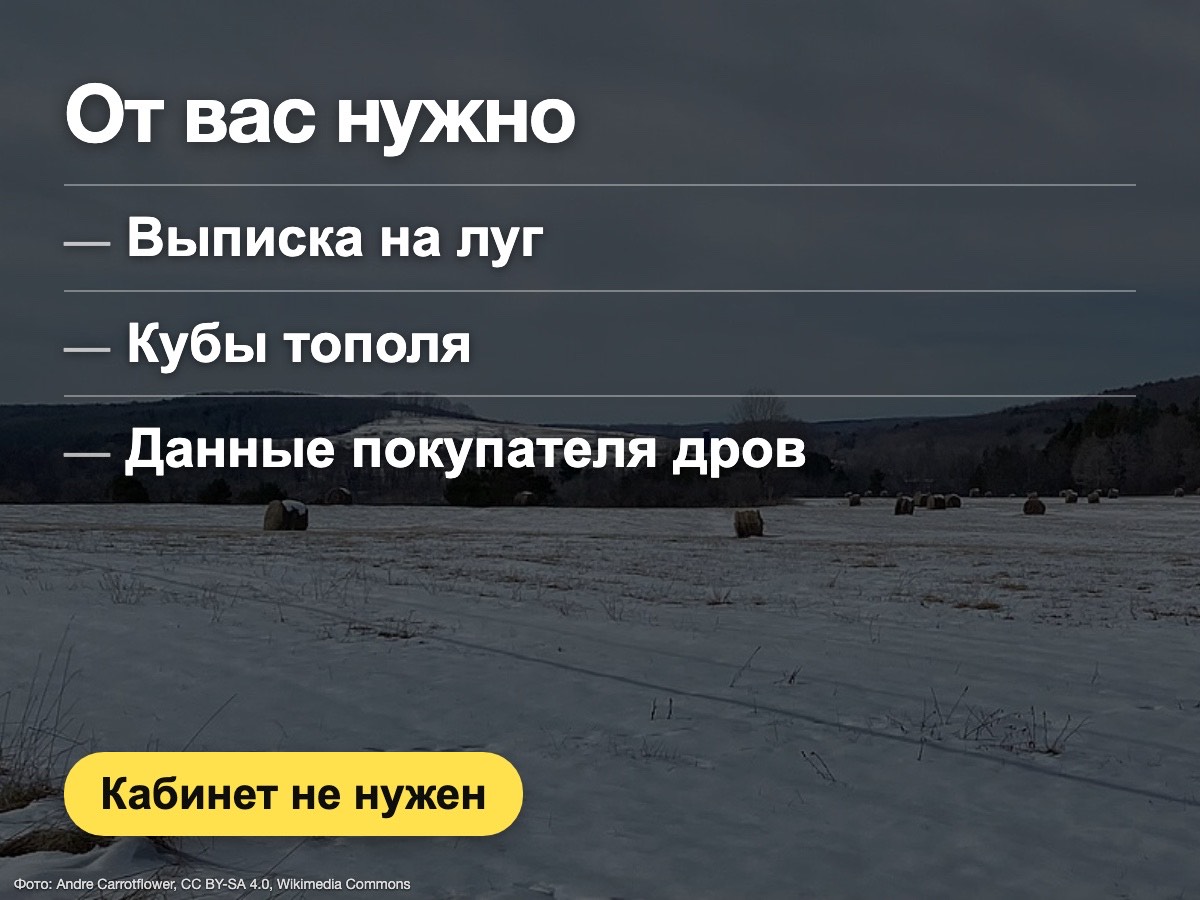 От вас нужно
— Выписка на луг
— Кубы тополя
— Данные покупателя дров
Кабинет не нужен
Фото: Andre Carrotflower, CC BY-SA 4.0, Wikimedia Commons